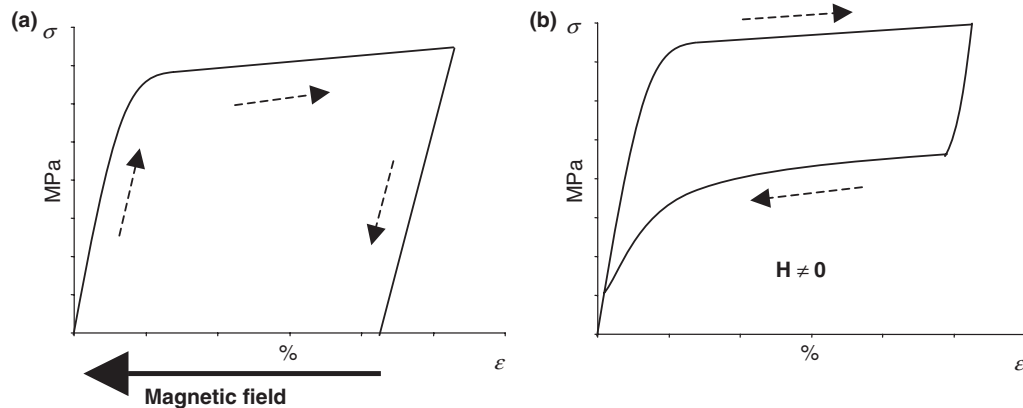 (a)
σ
MPa
%
ε
Magnetic field
(b)
σ
MPa
H ≠ 0
%
ε